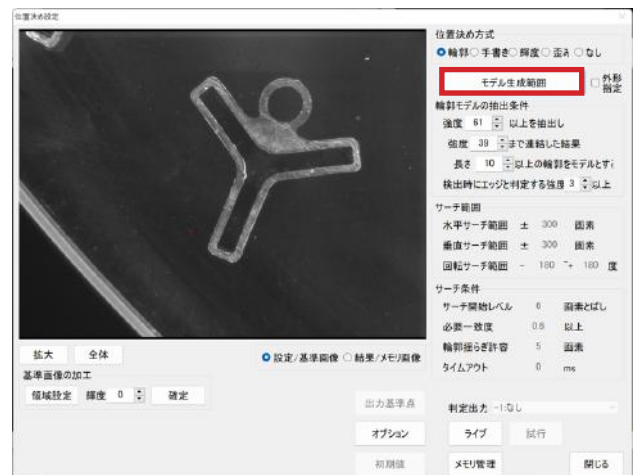 位置決め設定
位置決め方式
輪郭 手書き 輝度 歪み なし
モデル生成範囲
外形指定
輪郭モデルの抽出条件
強度 61 以上を抽出し
強度 39 まで連結した結果
長さ 10 以上の輪郭をモデルとす
検出時にエッジと判定する強度 3 以上
サーチ範囲
水平サーチ範囲 ± 300 画素
垂直サーチ範囲 ± 300 画素
回転サーチ範囲 - 180 ~+ 180 度
サーチ条件
サーチ開始レベル 6 画素とばし
必要一致度 0.6 以上
輪郭揺らぎ許容 5 画素
タイムアウト 0 ms
拡大 全体
設定/基準画像 結果/メモリ画像
基準画像の加工
領域設定 輝度 0 確定
出力基準点
判定出力 -1:なし
オプション ライブ 試行
初期値 メモリ管理 閉じる